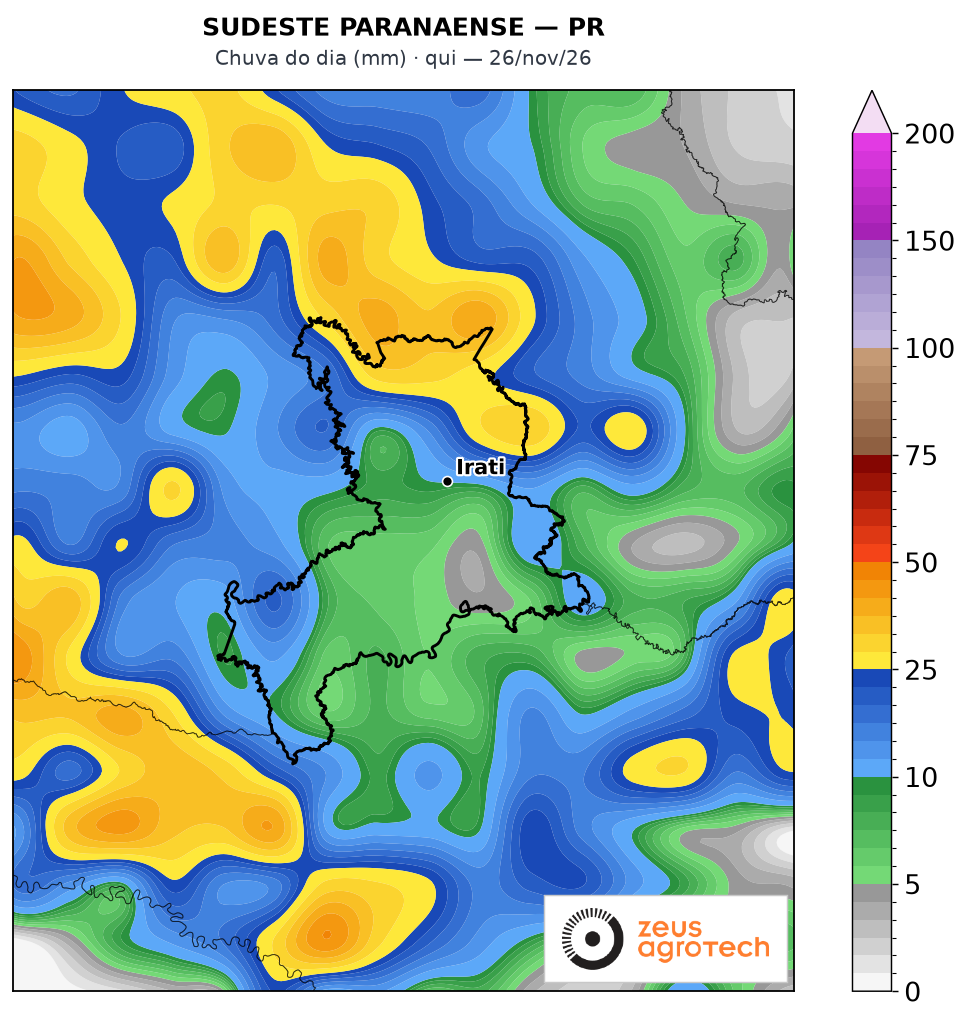 SUDESTE PARANAENSE — PR
Chuva do dia (mm) · qui — 26/nov/26
Irati
200
150
100
75
50
25
10
5
0
zeus
agrotech